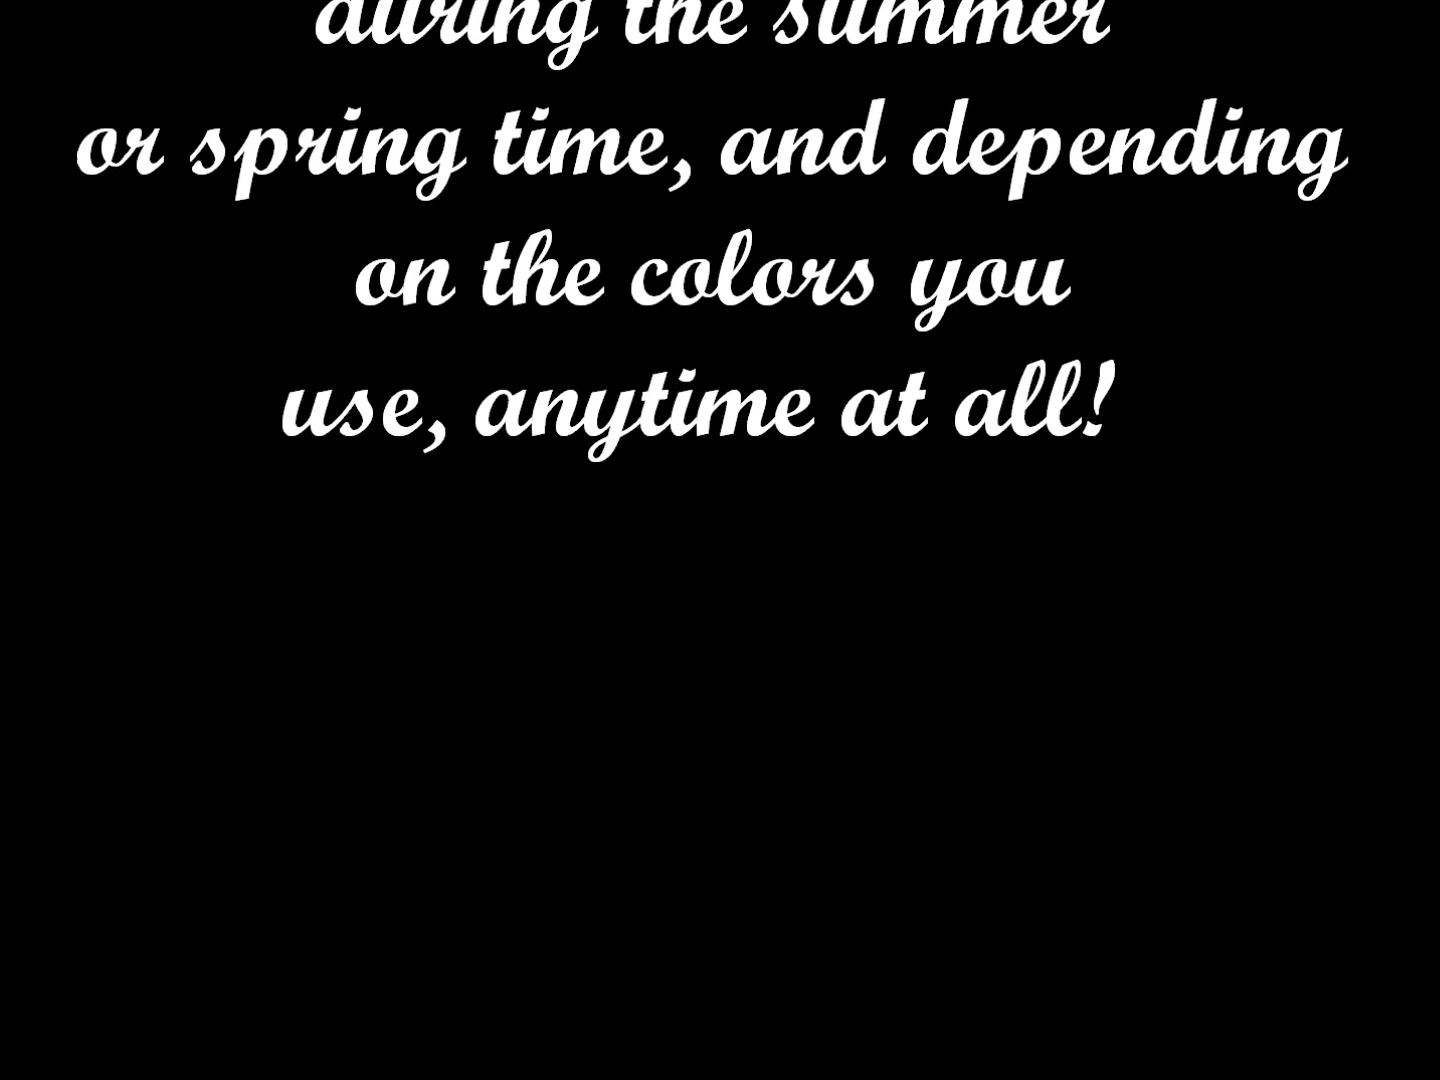 during the summer
or spring time, and depending
on the colors you
use, anytime at all!